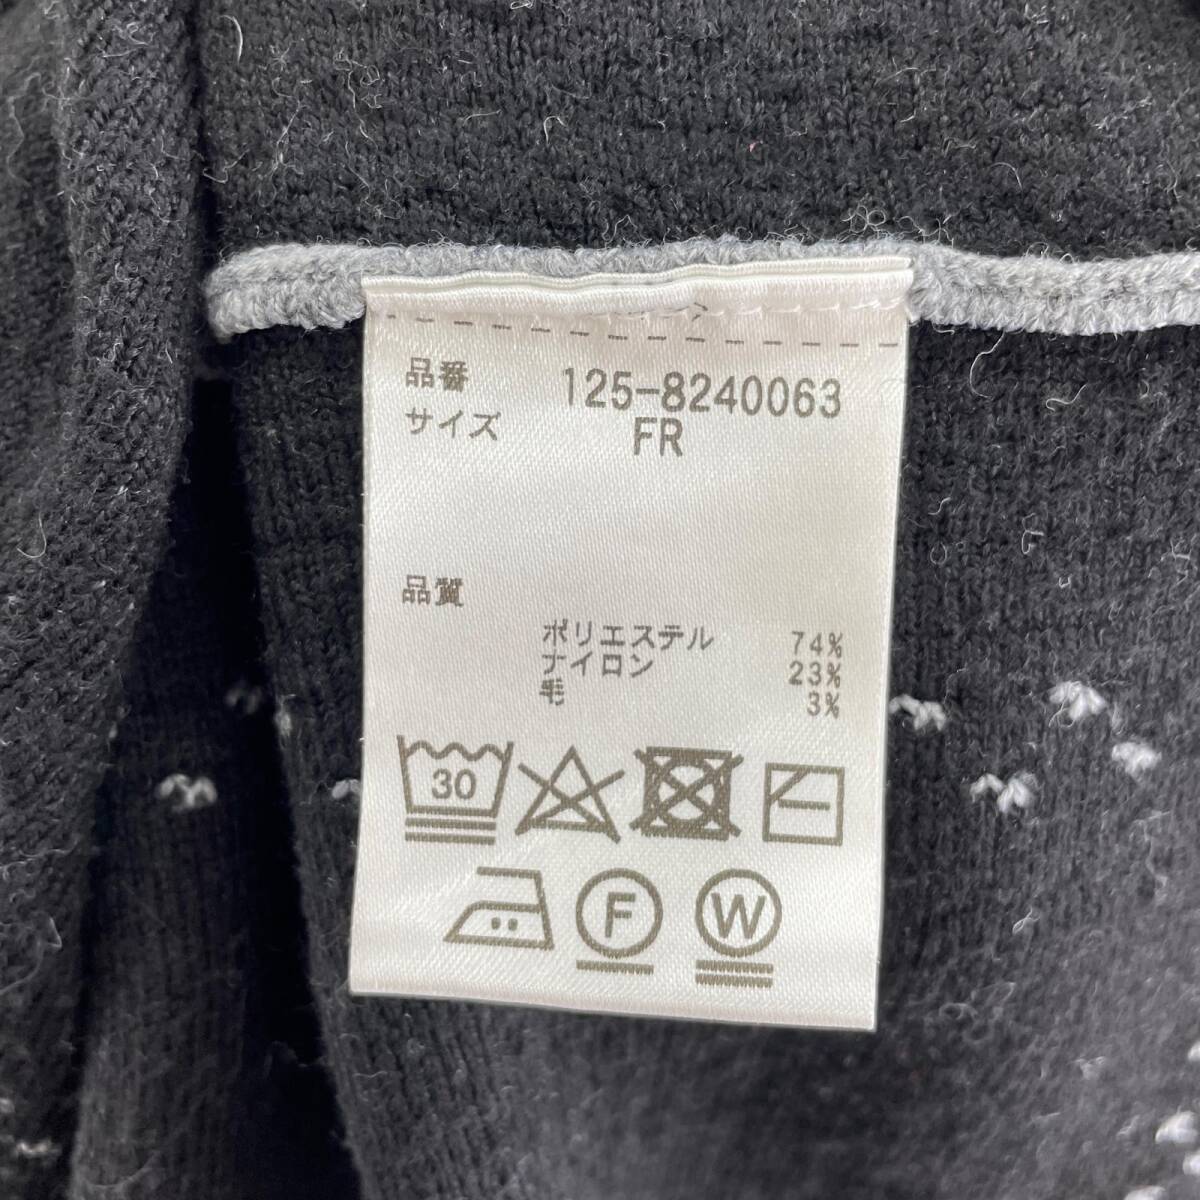 品番 125-8240063
サイズ FR
品質
ポリエステル 74%
ナイロン 23%
毛 3%
30
F W